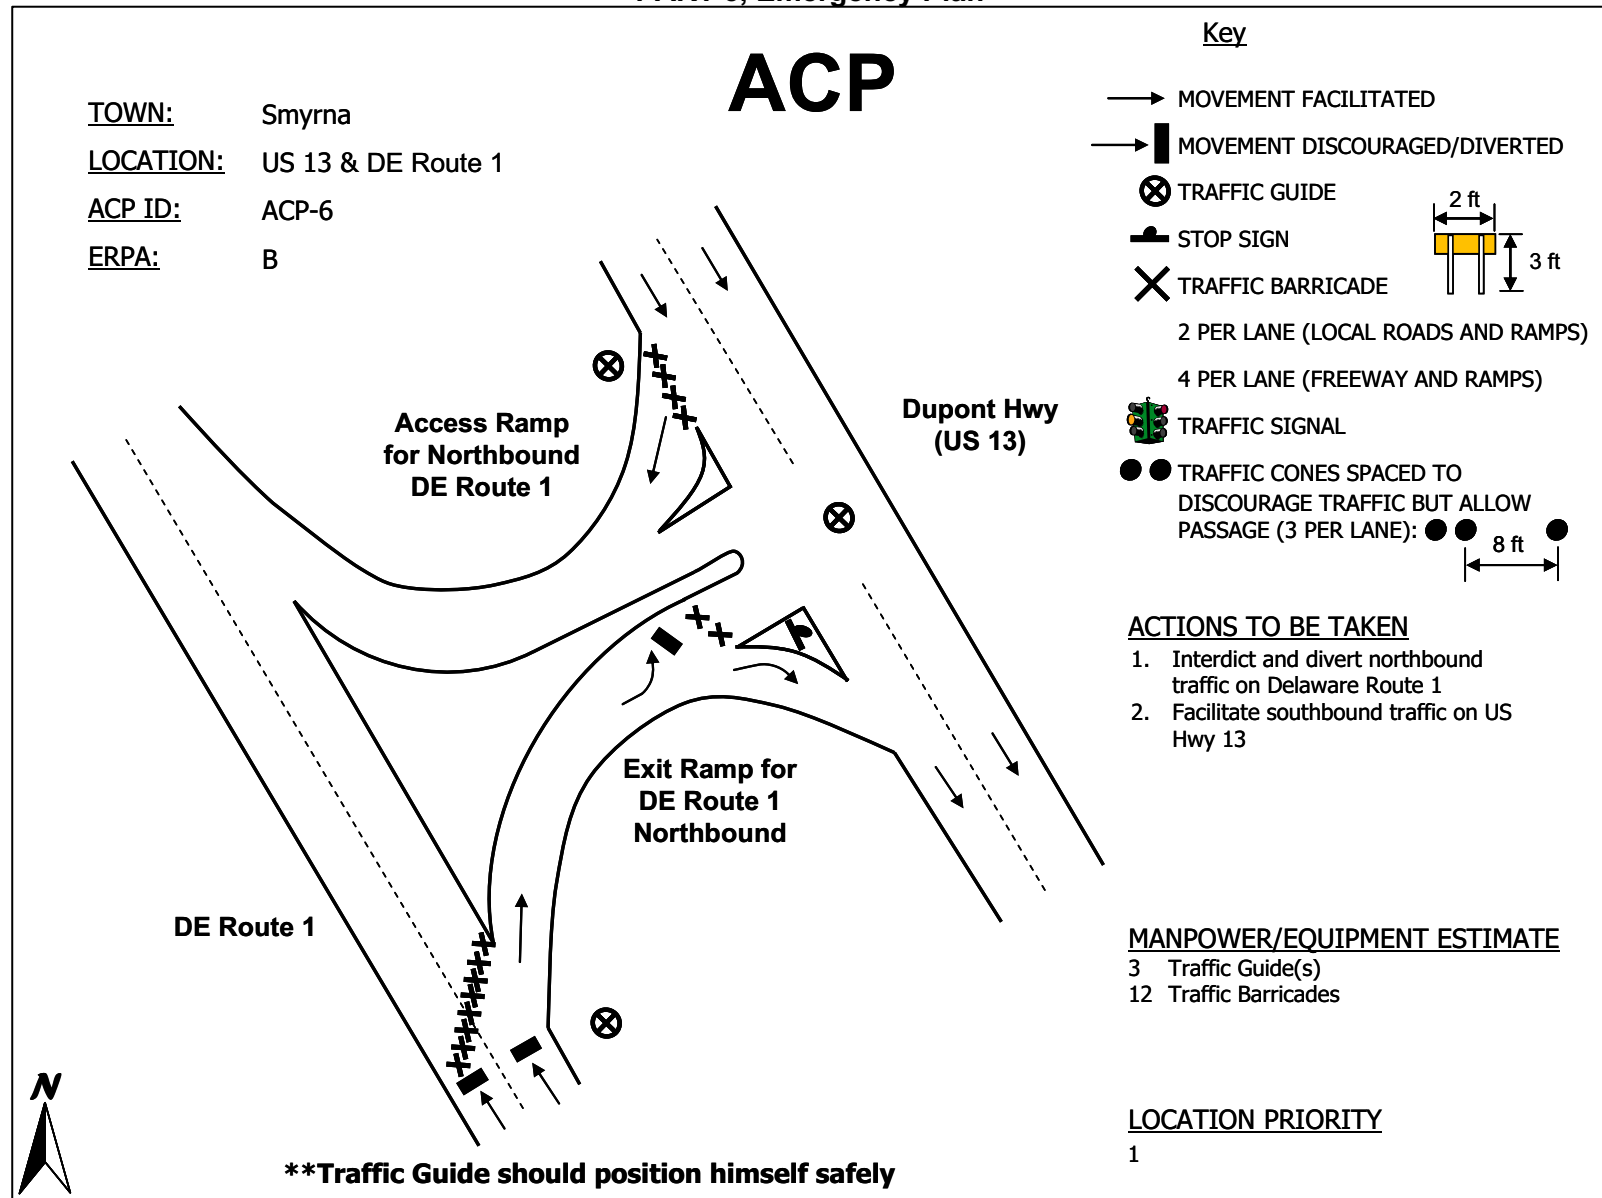 ACP
TOWN: Smyrna
LOCATION: US 13 & DE Route 1
ACP ID: ACP-6
ERPA: B
Key
MOVEMENT FACILITATED
MOVEMENT DISCOURAGED/DIVERTED
TRAFFIC GUIDE
STOP SIGN
TRAFFIC BARRICADE
2 ft
3 ft
2 PER LANE (LOCAL ROADS AND RAMPS)
4 PER LANE (FREEWAY AND RAMPS)
TRAFFIC SIGNAL
TRAFFIC CONES SPACED TO
DISCOURAGE TRAFFIC BUT ALLOW
PASSAGE (3 PER LANE):
8 ft
Access Ramp
for Northbound
DE Route 1
Dupont Hwy
(US 13)
Exit Ramp for
DE Route 1
Northbound
DE Route 1
ACTIONS TO BE TAKEN
1. Interdict and divert northbound
traffic on Delaware Route 1
2. Facilitate southbound traffic on US
Hwy 13
MANPOWER/EQUIPMENT ESTIMATE
3 Traffic Guide(s)
12 Traffic Barricades
LOCATION PRIORITY
1
N
**Traffic Guide should position himself safely